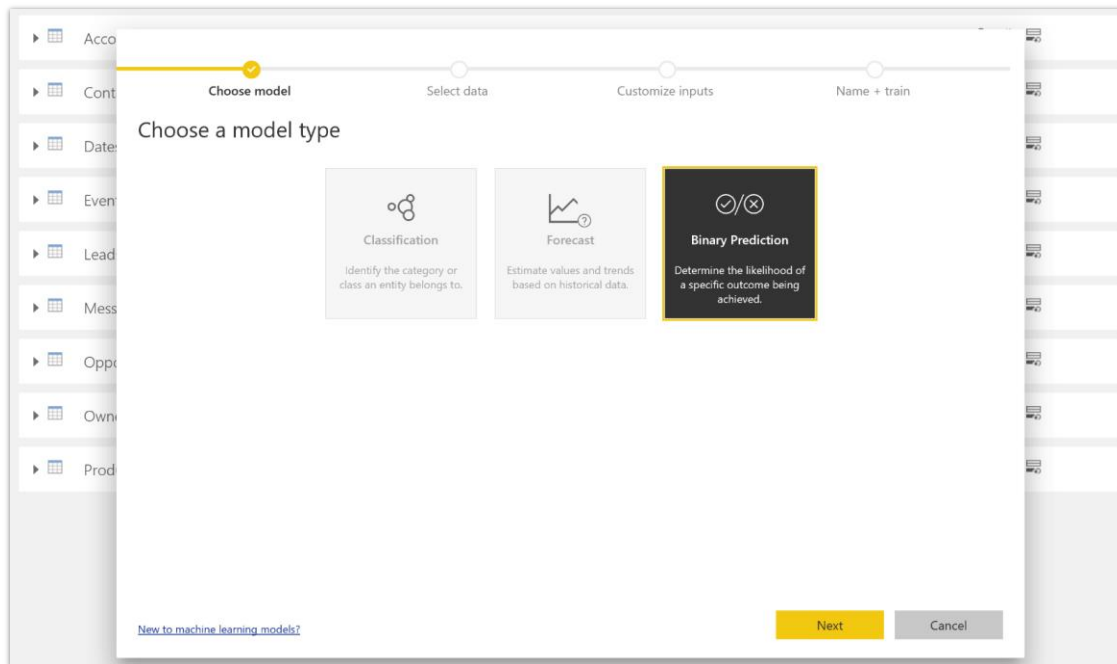 Acco
Cont
Dates
Even
Lead
Mess
Oppo
Own
Prod
Choose model
Select data
Customize inputs
Name + train
Choose a model type
Classification
Identify the category or
class an entity belongs to.
Forecast
Estimate values and trends
based on historical data.
Binary Prediction
Determine the likelihood of
a specific outcome being
achieved.
New to machine learning models?
Next
Cancel